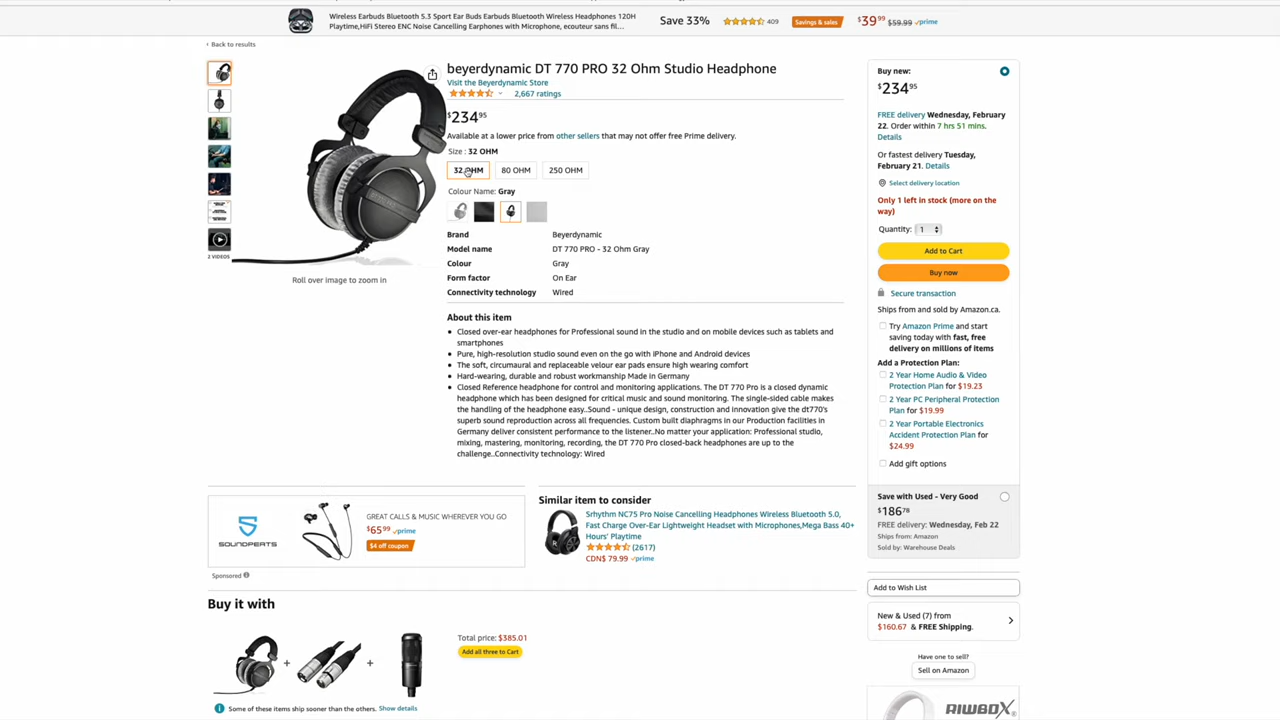 Wireless Earbuds Bluetooth 5.3 Sport Ear Buds Earbuds Bluetooth Wireless Headphones 120H
Playtime,HiFi Stereo ENC Noise Cancelling Earphones with Microphone, ecouteur sans fil...
Save 33%
409
Savings & sales
$39 99
$59.99
prime
‹ Back to results
beyerdynamic DT 770 PRO 32 Ohm Studio Headphone
Visit the Beyerdynamic Store
2,667 ratings
$234 95
Available at a lower price from other sellers that may not offer free Prime delivery.
Size : 32 OHM
32 OHM
80 OHM
250 OHM
Colour Name: Gray
Brand Beyerdynamic
Model name DT 770 PRO - 32 Ohm Gray
Colour Gray
Form factor On Ear
Connectivity technology Wired
2 VIDEOS
Roll over image to zoom in
About this item
Closed over-ear headphones for Professional sound in the studio and on mobile devices such as tablets and
smartphones
Pure, high-resolution studio sound even on the go with iPhone and Android devices
The soft, circumaural and replaceable velour ear pads ensure high wearing comfort
Hard-wearing, durable and robust workmanship Made in Germany
Closed Reference headphone for control and monitoring applications. The DT 770 Pro is a closed dynamic
headphone which has been designed for critical music and sound monitoring. The single-sided cable makes
the handling of the headphone easy..Sound - unique design, construction and innovation give the dt770's
superb sound reproduction across all frequencies. Custom built diaphragms in our Production facilities in
Germany deliver consistent performance to the listener..No matter your application: Professional studio,
mixing, mastering, monitoring, recording, the DT 770 Pro closed-back headphones are up to the
challenge..Connectivity technology: Wired
Buy new:
$234 95
FREE delivery Wednesday, February
22. Order within 7 hrs 51 mins.
Details
Or fastest delivery Tuesday,
February 21. Details
Select delivery location
Only 1 left in stock (more on the
way)
Quantity: 1
Add to Cart
Buy now
Secure transaction
Ships from and sold by Amazon.ca.
Try Amazon Prime and start
saving today with fast, free
delivery on millions of items
Add a Protection Plan:
2 Year Home Audio & Video
Protection Plan for $19.23
2 Year PC Peripheral Protection
Plan for $19.99
2 Year Portable Electronics
Accident Protection Plan for
$24.99
Add gift options
Save with Used - Very Good
$186 78
FREE delivery: Wednesday, Feb 22
Ships from: Amazon
Sold by: Warehouse Deals
Add to Wish List
New & Used (7) from
$160.67 & FREE Shipping.
Have one to sell?
Sell on Amazon
AIWBOX
SOUNDPEATS
GREAT CALLS & MUSIC WHEREVER YOU GO
$65 99 prime
$4 off coupon
Sponsored
Similar item to consider
Srhythm NC75 Pro Noise Cancelling Headphones Wireless Bluetooth 5.0,
Fast Charge Over-Ear Lightweight Headset with Microphones,Mega Bass 40+
Hours' Playtime
(2617)
CDN$ 79.99 prime
Buy it with
+
+
Total price: $385.01
Add all three to Cart
Some of these items ship sooner than the others. Show details